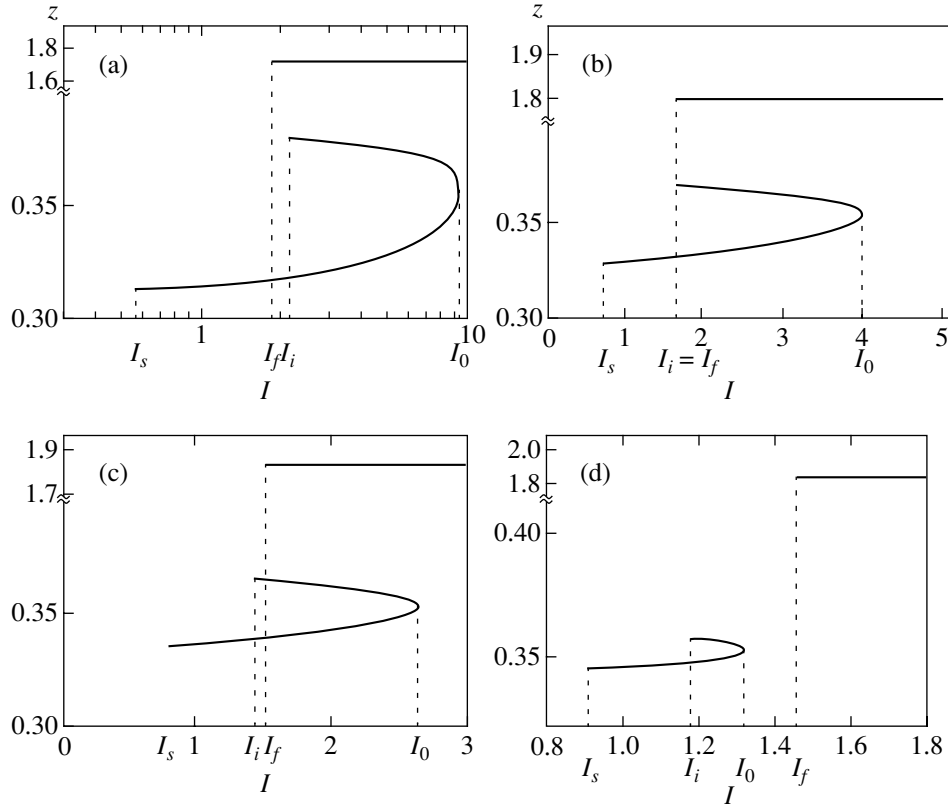 z
1.8
1.6
(a)
0.35
0.30
1
10
I_s
I_f I_i
I_0
I
z
1.9
1.8
(b)
0.35
0.30
0 1 2 3 4 5
I_s
I_i = I_f
I_0
I
1.9
1.7
(c)
0.35
0.30
0 1 2 3
I_s
I_i I_f
I_0
I
2.0
1.8
(d)
0.40
0.35
0.8 1.0 1.2 1.4 1.6 1.8
I_s
I_i
I_0
I_f
I